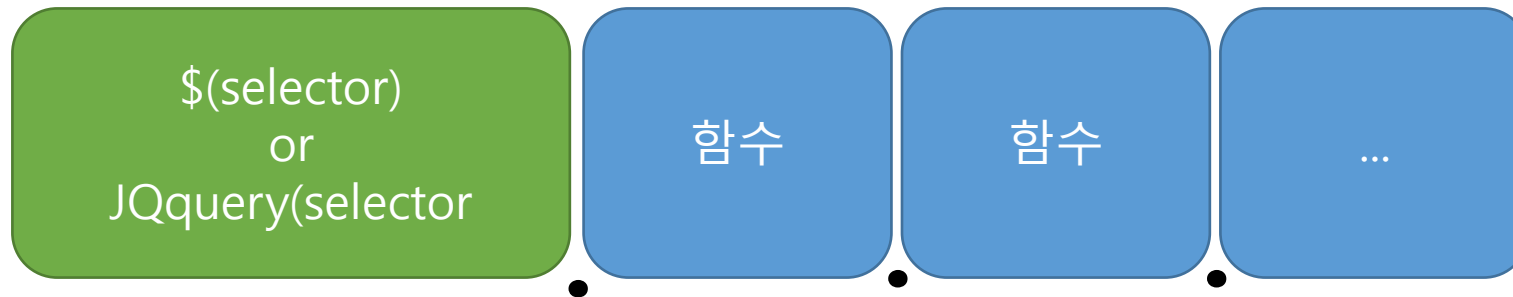 $(selector)
or
JQquery(selector
함수
함수
...